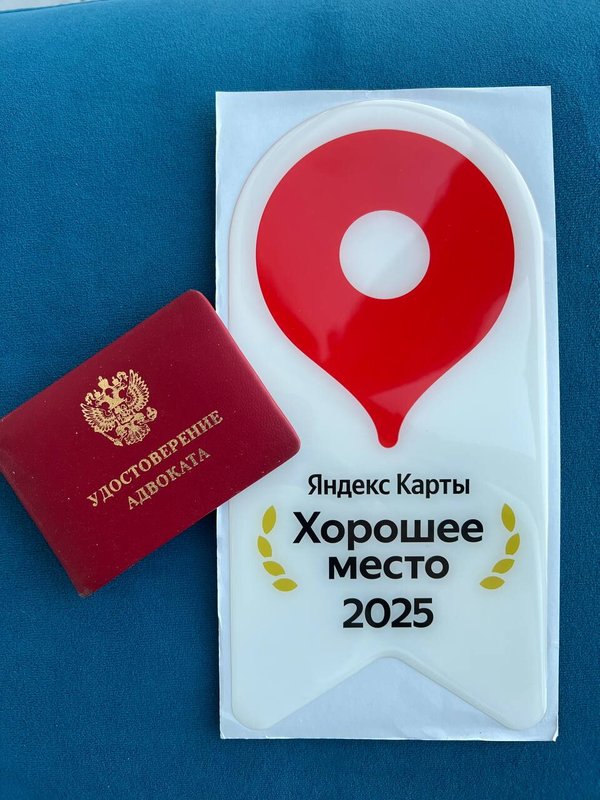 УДОСТОВЕРЕНИЕ
АДВОКАТА
Яндекс Карты
Хорошее
место
2025